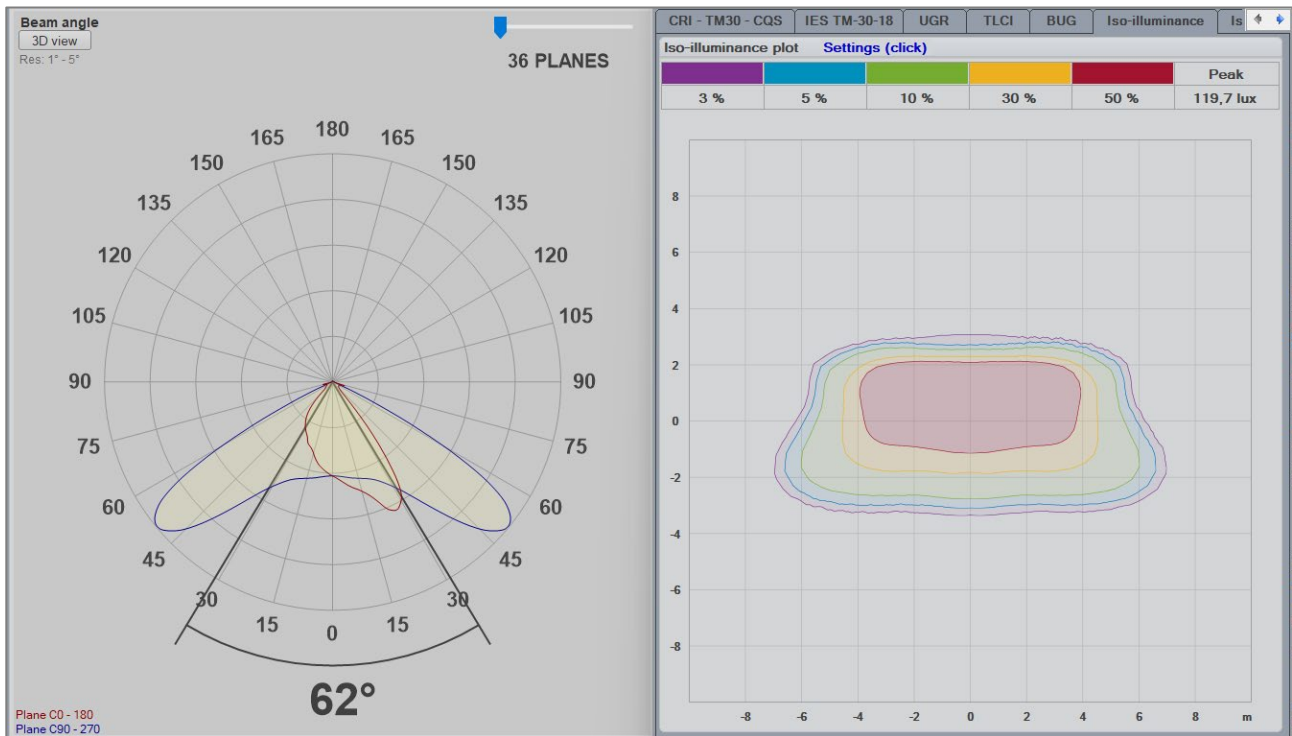 Beam angle
3D view
Res: 1° - 5°
36 PLANES
180
165 165
150 150
135 135
120 120
105 105
90 90
75 75
60 60
45 45
30 30
15 15
0
62°
Plane C0 - 180
Plane C90 - 270
CRI - TM30 - CQS IES TM-30-18 UGR TLCI BUG Iso-illuminance Is
Iso-illuminance plot Settings (click)
Peak
3 % 5 % 10 % 30 % 50 % 119,7 lux
8
6
4
2
0
-2
-4
-6
-8
-8 -6 -4 -2 0 2 4 6 8 m